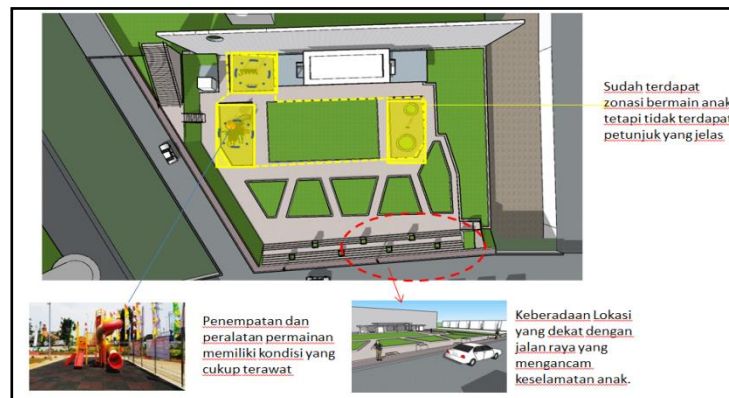 Sudah terdapat
zonasi bermain anak
tetapi tidak terdapat
petunjuk yang jelas
Penempatan dan
peralatan permainan
memiliki kondisi yang
cukup terawat
Keberadaan Lokasi
yang dekat dengan
jalan raya yang
mengancam
keselamatan anak.